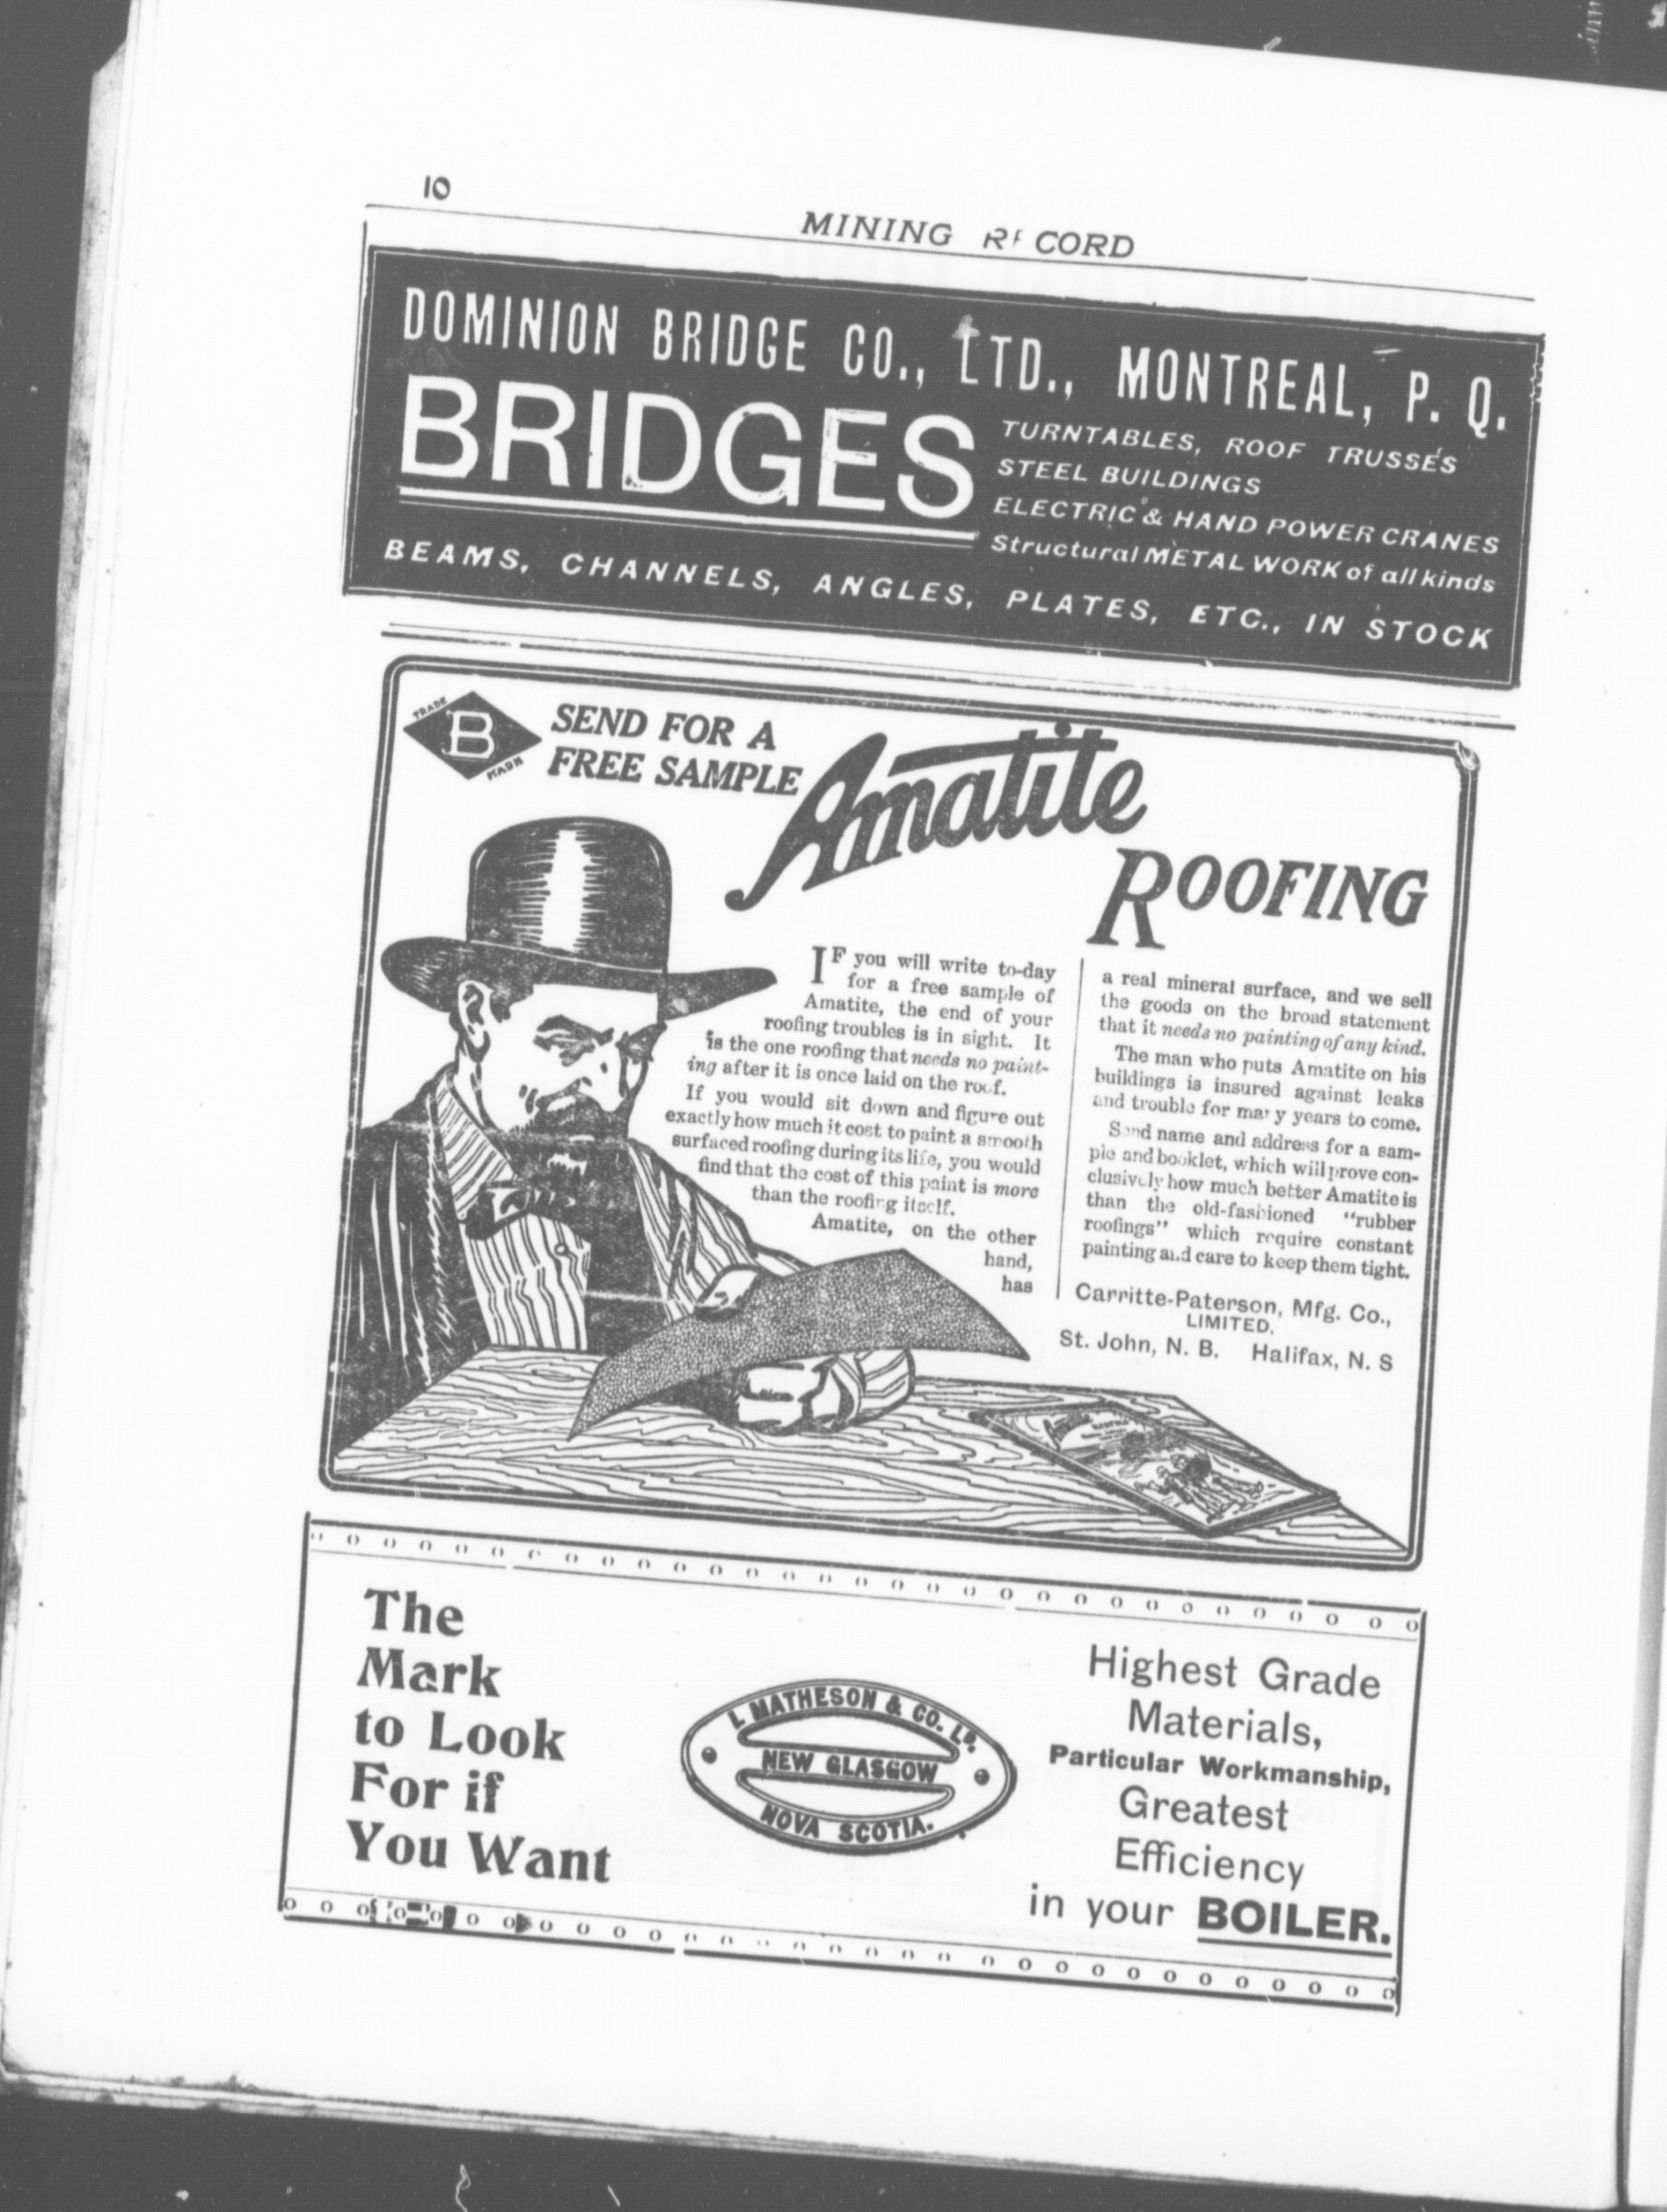 10
MINING RECORD
DOMINION BRIDGE CO., LTD., MONTREAL, P. Q.
BRIDGES
TURNTABLES, ROOF TRUSSES
STEEL BUILDINGS
ELECTRIC & HAND POWER CRANES
Structural METAL WORK of all kinds
BEAMS, CHANNELS, ANGLES, PLATES, ETC., IN STOCK
TRADE
B
MARK
SEND FOR A
FREE SAMPLE
Amatite
ROOFING
IF you will write to-day
for a free sample of
Amatite, the end of your
roofing troubles is in sight. It
is the one roofing that needs no paint-
ing after it is once laid on the roof.
If you would sit down and figure out
exactly how much it cost to paint a smooth
surfaced roofing during its life, you would
find that the cost of this paint is more
than the roofing itself.
Amatite, on the other
hand,
has
a real mineral surface, and we sell
the goods on the broad statement
that it needs no painting of any kind.
The man who puts Amatite on his
buildings is insured against leaks
and trouble for many years to come.
Send name and address for a sam-
ple and booklet, which will prove con-
clusively how much better Amatite is
than the old-fashioned "rubber
roofings" which require constant
painting and care to keep them tight.
Carritte-Paterson, Mfg. Co.,
LIMITED,
St. John, N. B. Halifax, N. S
The
Mark
to Look
For if
You Want
I. MATHESON & CO. LD.
NEW GLASGOW
NOVA SCOTIA.
Highest Grade
Materials,
Particular Workmanship,
Greatest
Efficiency
in your BOILER.